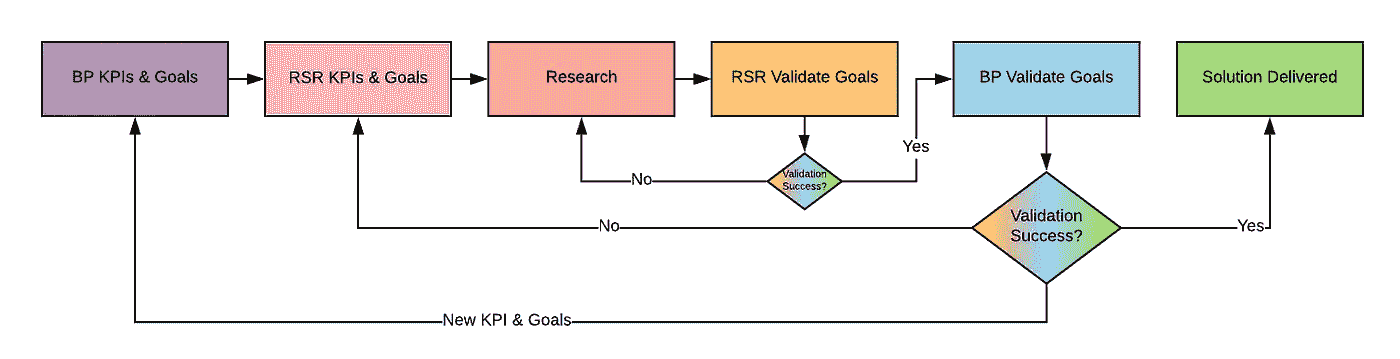 BP KPIs & Goals
RSR KPIs & Goals
Research
RSR Validate Goals
BP Validate Goals
Solution Delivered
Yes
Validation
Success?
No
Validation
Success?
No
Yes
New KPI & Goals